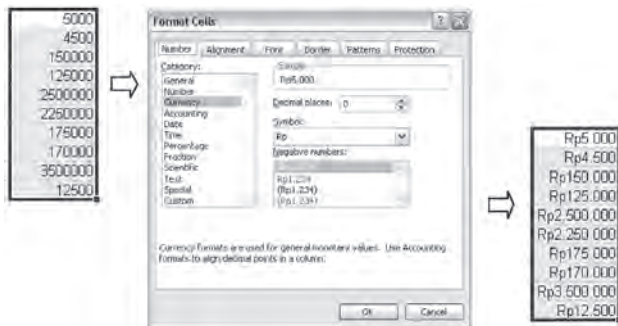 5000
4500
150000
125000
2500000
2250000
175000
170000
3500000
12500
Format Cells
Number Alignment Font Border Patterns Protection
Category:
General
Number
Currency
Accounting
Date
Time
Percentage
Fraction
Scientific
Text
Special
Custom
Sample
Rp5.000
Decimal places: 0
Symbol:
Rp
Negative numbers:
Rp1.234
(Rp1.234)
(Rp1.234)
Currency formats are used for general monetary values. Use Accounting
formats to align decimal points in a column.
OK Cancel
Rp5.000
Rp4.500
Rp150.000
Rp125.000
Rp2.500.000
Rp2.250.000
Rp175.000
Rp170.000
Rp3.500.000
Rp12.500